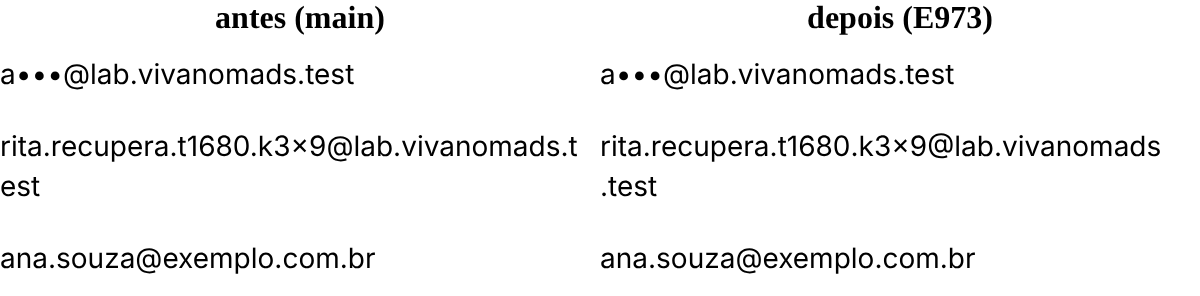 antes (main)
a•••@lab.vivanomads.test
rita.recupera.t1680.k3×9@lab.vivanomads.t
est
ana.souza@exemplo.com.br
depois (E973)
a•••@lab.vivanomads.test
rita.recupera.t1680.k3×9@lab.vivanomads
.test
ana.souza@exemplo.com.br